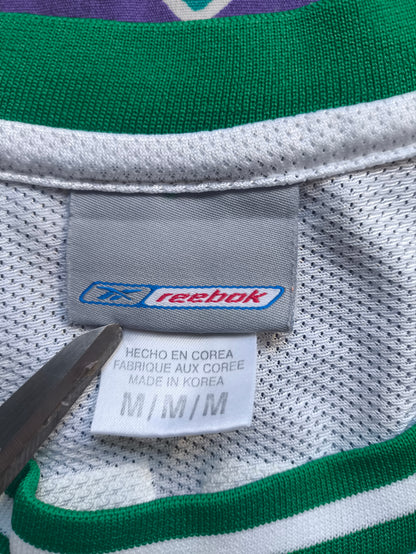 Reebok
HECHO EN COREA
FABRIQUE AUX COREE
MADE IN KOREA
M/M/M